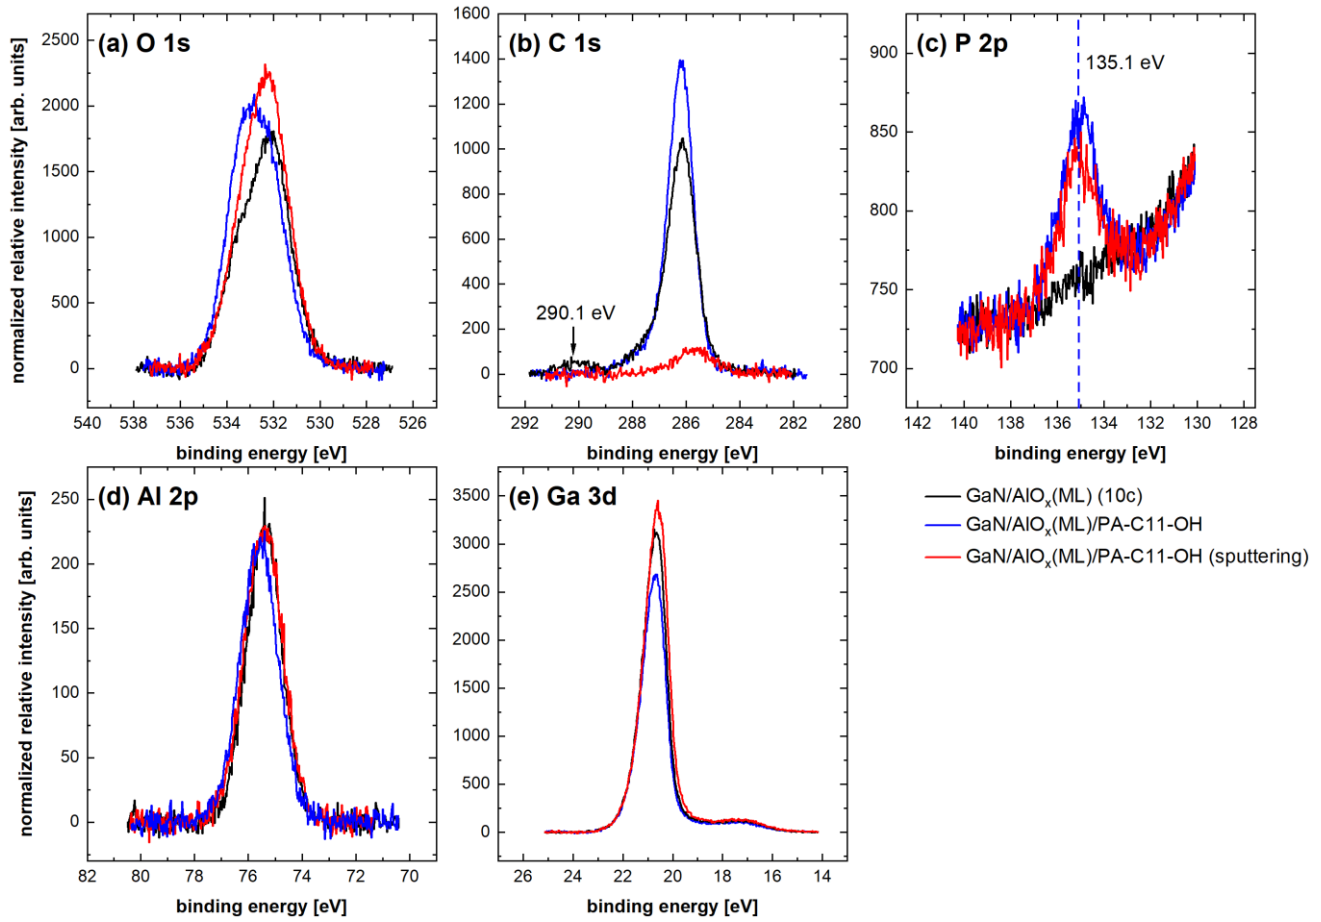 (a) O 1s
normalized relative intensity [arb. units]
2500
2000
1500
1000
500
0
540 538 536 534 532 530 528 526
binding energy [eV]
(b) C 1s
1600
1400
1200
1000
800
600
400
200
0
290.1 eV
292 290 288 286 284 282 280
binding energy [eV]
(c) P 2p
900
850
800
750
700
135.1 eV
142 140 138 136 134 132 130 128
binding energy [eV]
(d) Al 2p
normalized relative intensity [arb. units]
250
200
150
100
50
0
82 80 78 76 74 72 70
binding energy [eV]
(e) Ga 3d
3500
3000
2500
2000
1500
1000
500
0
26 24 22 20 18 16 14
binding energy [eV]
GaN/AlOx(ML) (10c)
GaN/AlOx(ML)/PA-C11-OH
GaN/AlOx(ML)/PA-C11-OH (sputtering)